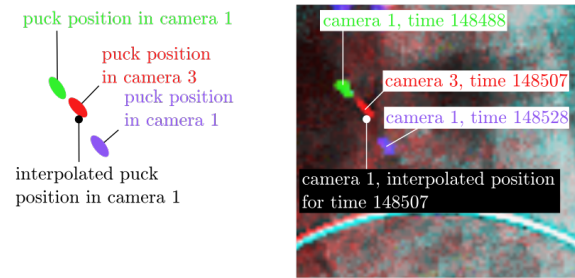 puck position in camera 1
puck position
in camera 3
puck position
in camera 1
interpolated puck
position in camera 1
camera 1, time 148488
camera 3, time 148507
camera 1, time 148528
camera 1, interpolated position
for time 148507